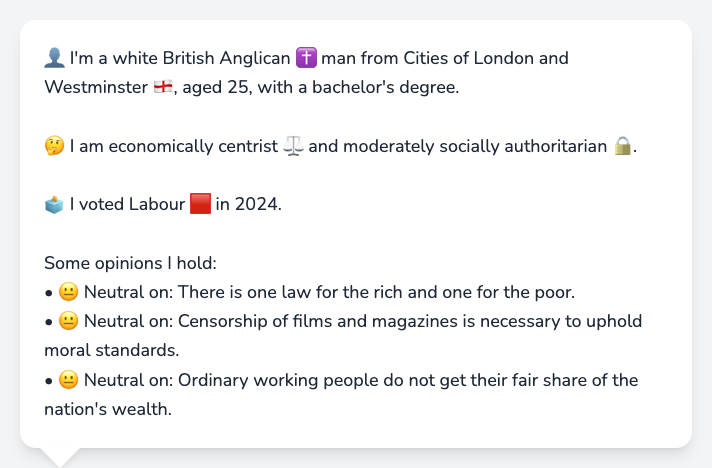 👤 I'm a white British Anglican ✝️ man from Cities of London and
Westminster 🏴󠁧󠁢󠁥󠁮󠁧󠁿, aged 25, with a bachelor's degree.
🤔 I am economically centrist ⚖️ and moderately socially authoritarian 🔒.
🗳️ I voted Labour 🟥 in 2024.
Some opinions I hold:
• 😐 Neutral on: There is one law for the rich and one for the poor.
• 😐 Neutral on: Censorship of films and magazines is necessary to uphold
moral standards.
• 😐 Neutral on: Ordinary working people do not get their fair share of the
nation's wealth.